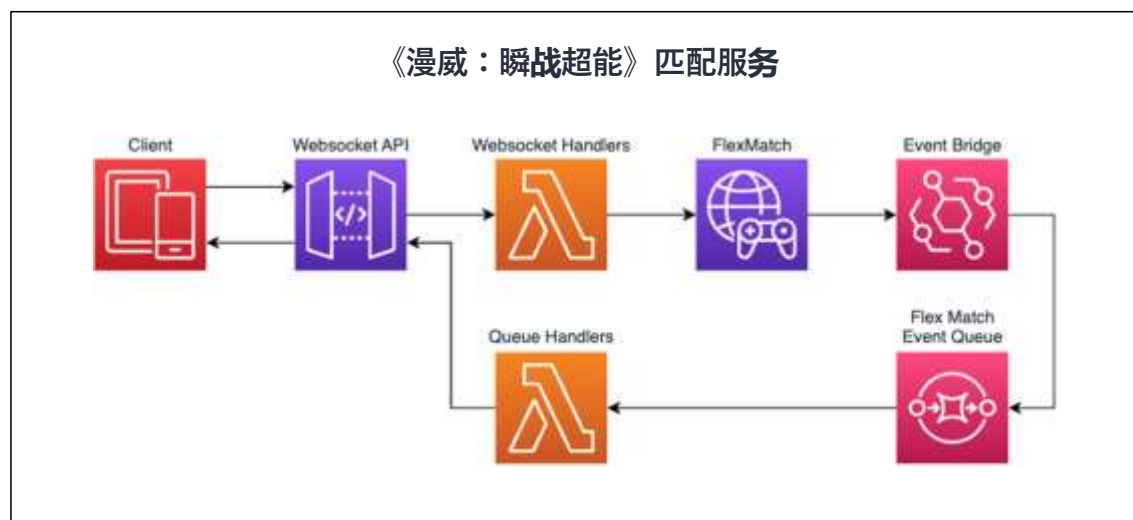 《漫威：瞬战超能》匹配服务
Client
Websocket API
Websocket Handlers
FlexMatch
Event Bridge
</>
Queue Handlers
Flex Match
Event Queue